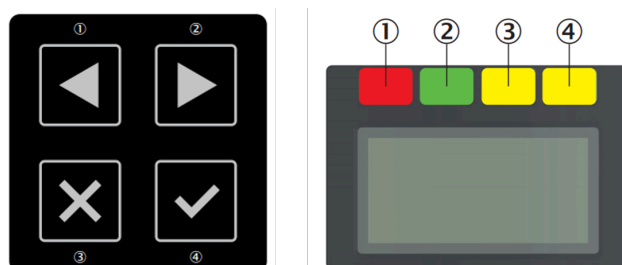 ① ②
③ ④
① ② ③ ④